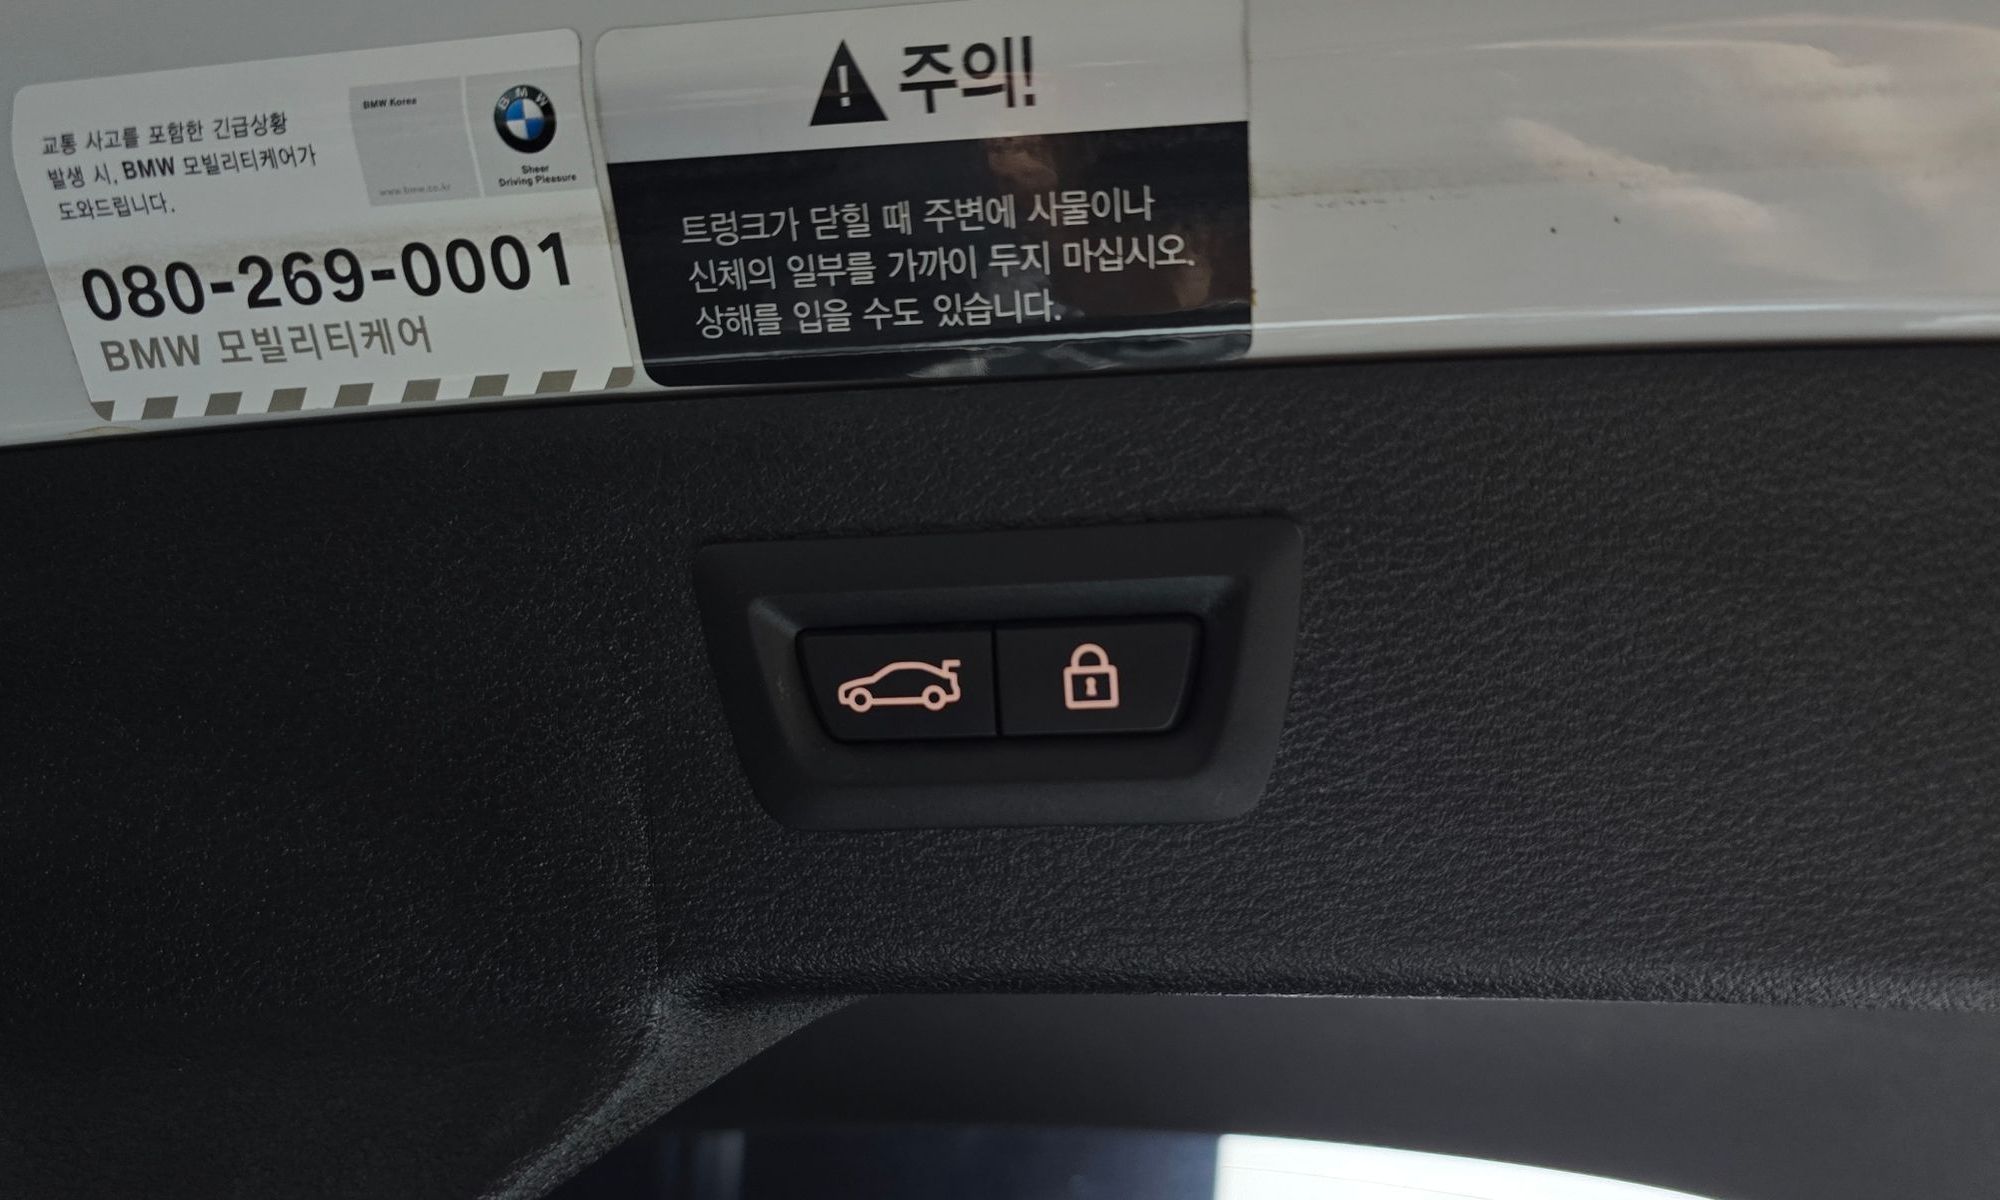 교통 사고를 포함한 긴급상황
발생 시, BMW 모빌리티케어가
도와드립니다.
BMW Korea
www.bmw.co.kr
BMW
Sheer
Driving Pleasure
080-269-0001
BMW 모빌리티케어
! 주의!
트렁크가 닫힐 때 주변에 사물이나
신체의 일부를 가까이 두지 마십시오.
상해를 입을 수도 있습니다.